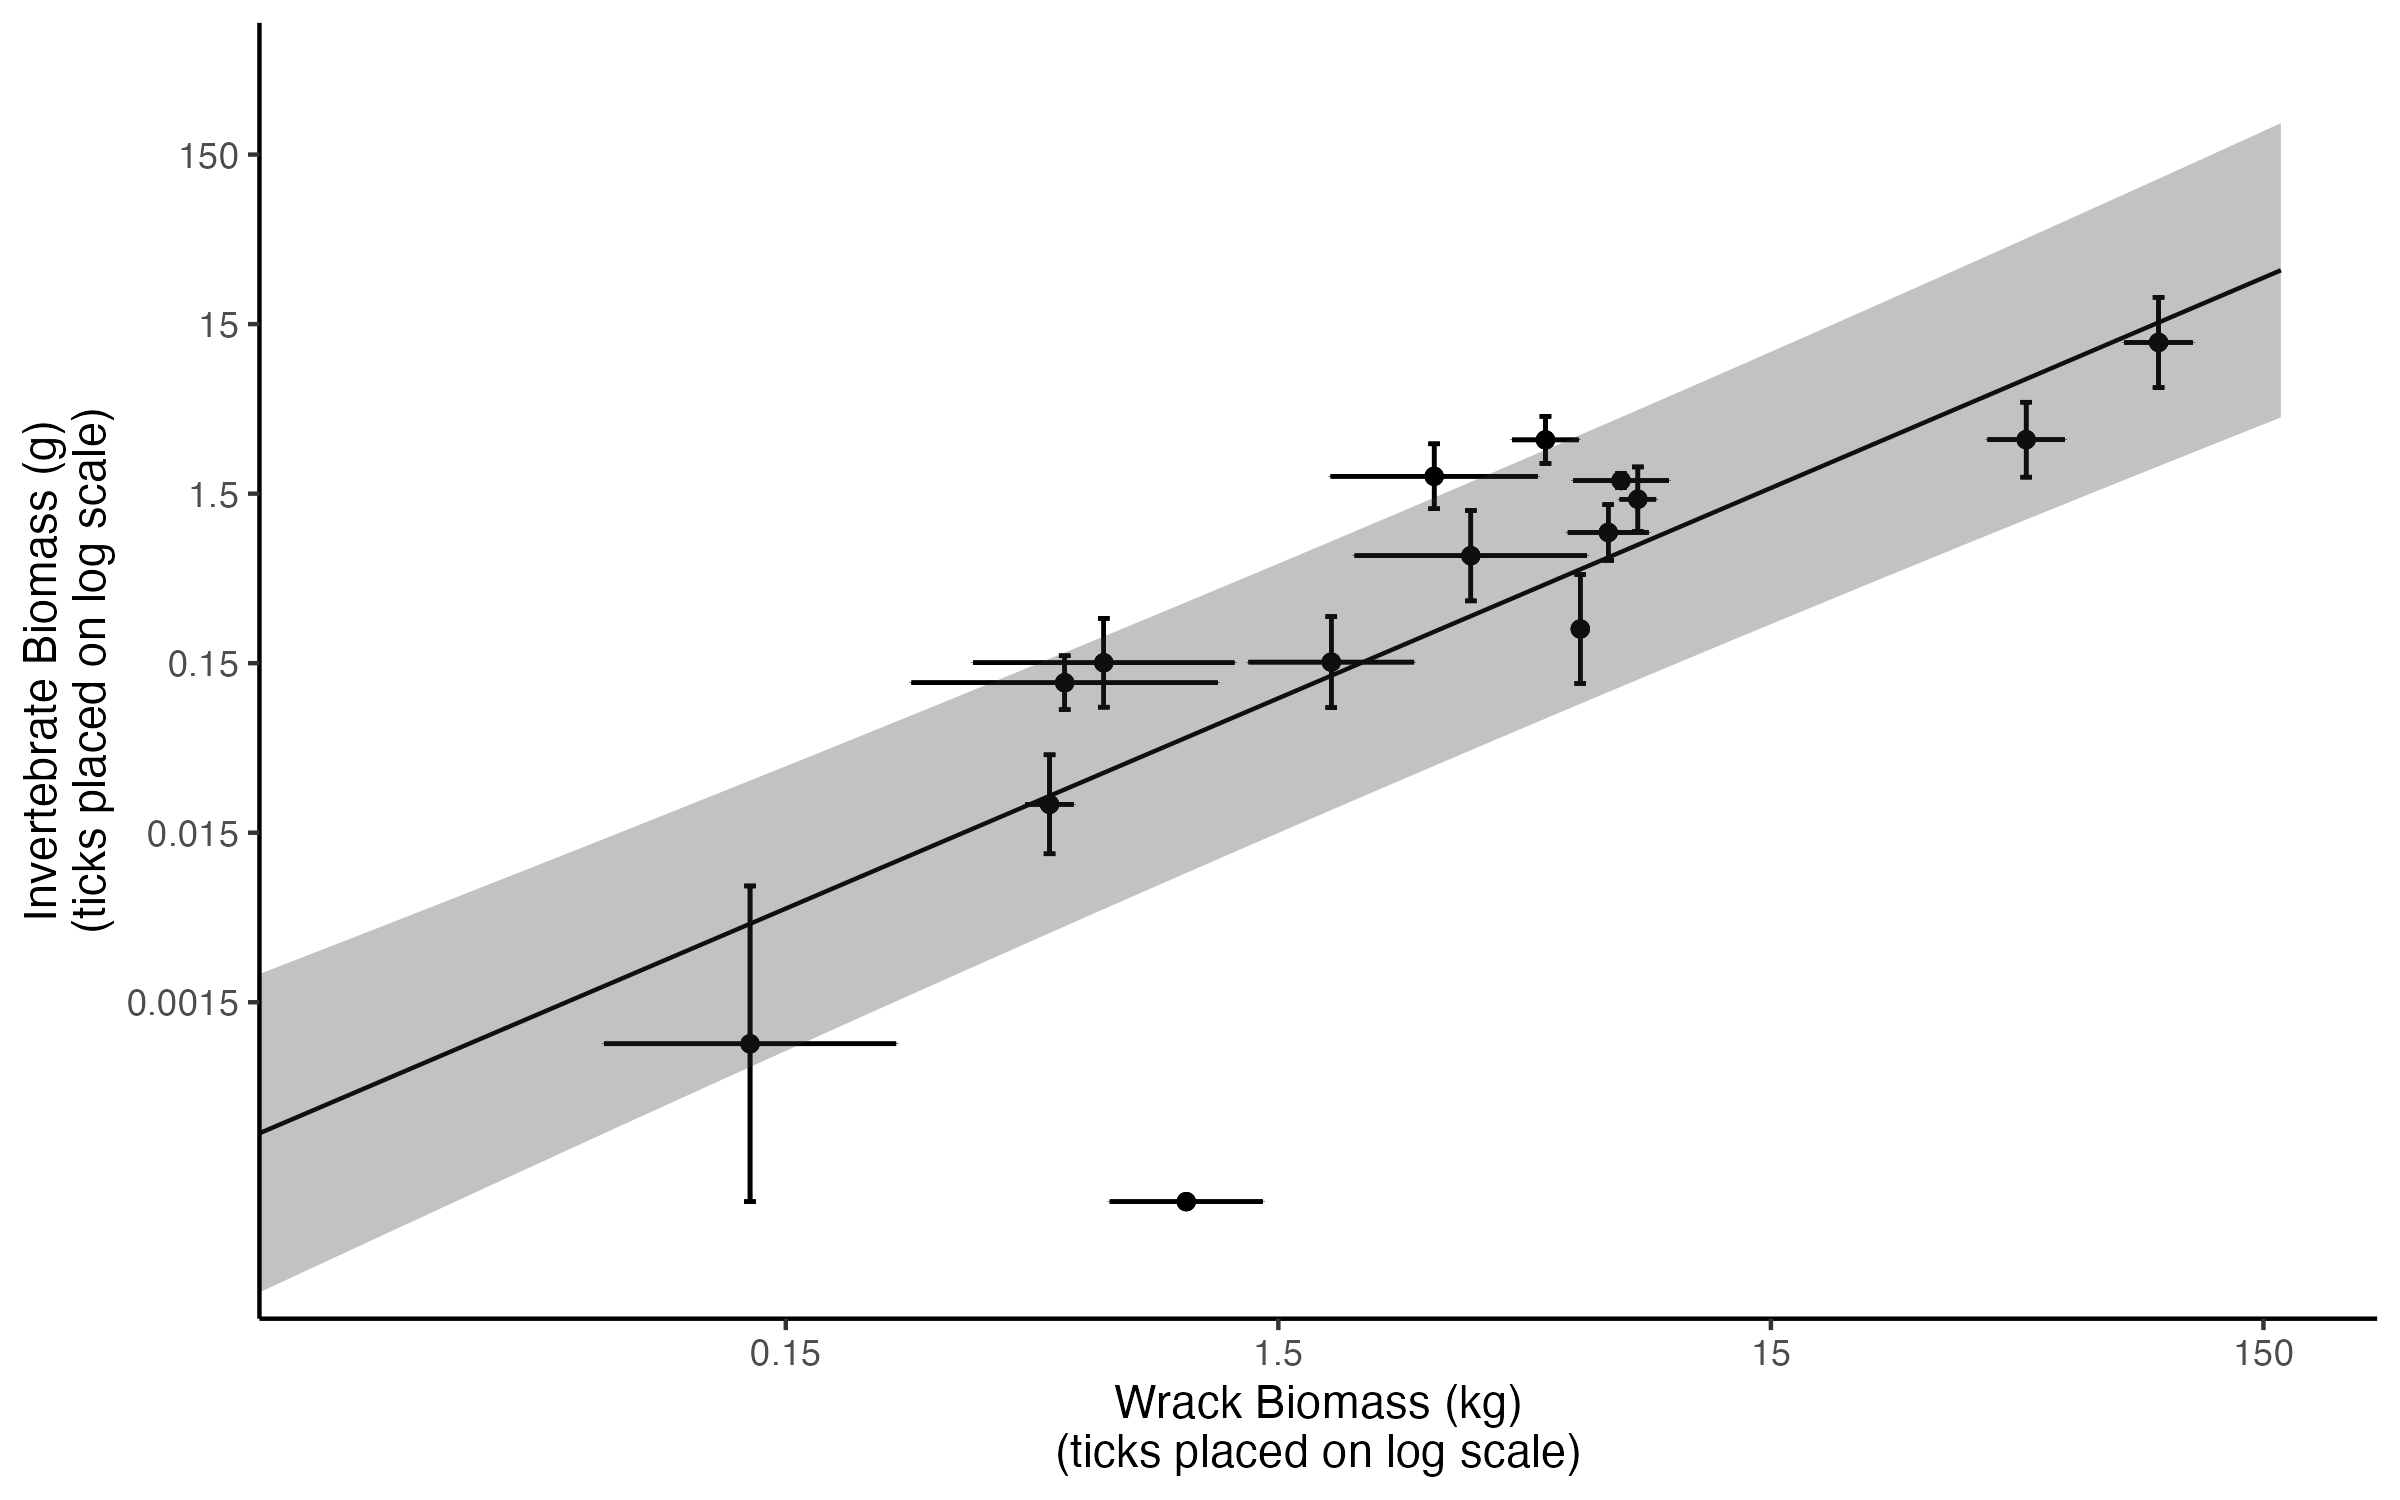 Invertebrate Biomass (g)
(ticks placed on log scale)
150
15
1.5
0.15
0.015
0.0015
0.15
1.5
15
150
Wrack Biomass (kg)
(ticks placed on log scale)